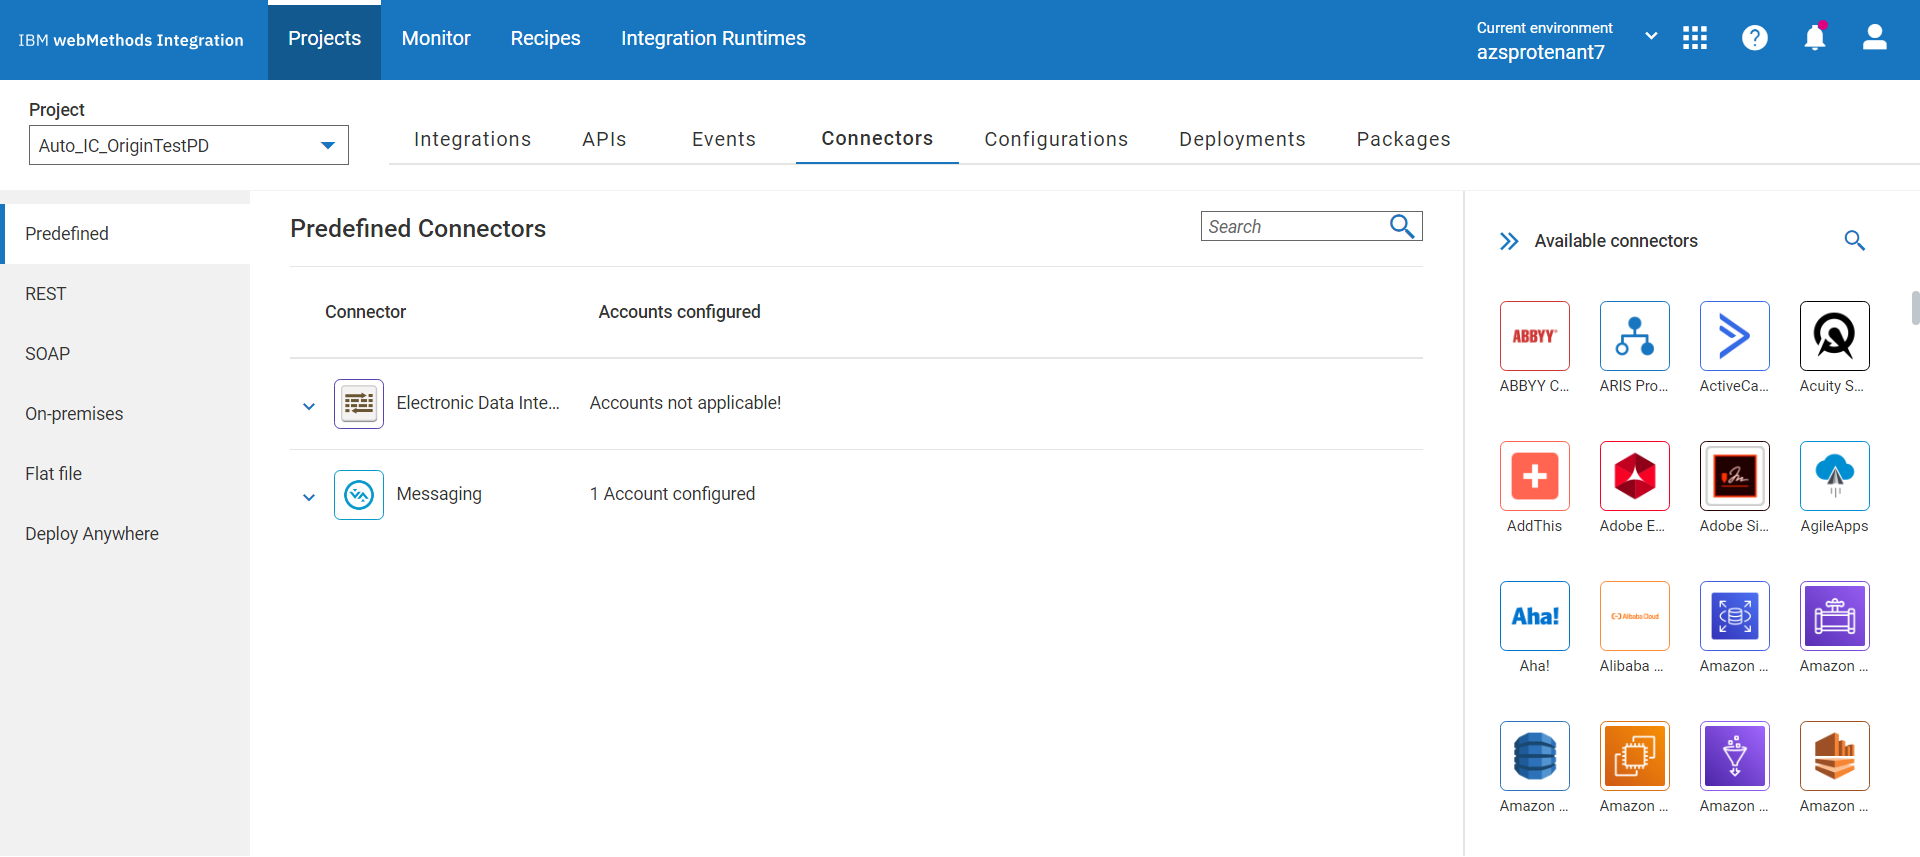 IBM webMethods Integration
Projects
Monitor
Recipes
Integration Runtimes
Current environment
azsprotenant7
Project
Auto_IC_OriginTestPD
Integrations
APIs
Events
Connectors
Configurations
Deployments
Packages
Predefined
REST
SOAP
On-premises
Flat file
Deploy Anywhere
Predefined Connectors
Search
Connector
Accounts configured
Electronic Data Inte...
Accounts not applicable!
Messaging
1 Account configured
Available connectors
ABBYY
ABBYY C...
ARIS Pro...
ActiveCa...
Acuity S...
AddThis
Adobe E...
Adobe Si...
AgileApps
Aha!
Alibaba Cloud
Aha!
Alibaba ...
Amazon ...
Amazon ...
Amazon ...
Amazon ...
Amazon ...
Amazon ...